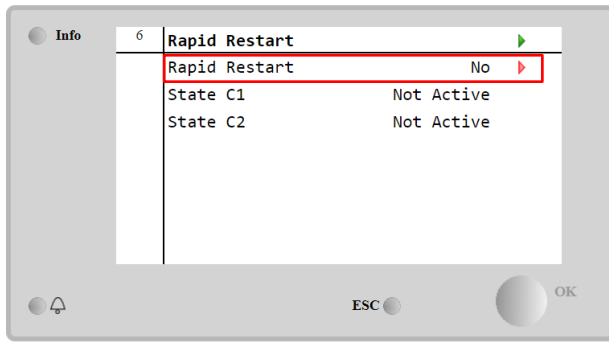 Info
6 Rapid Restart
Rapid Restart No
State C1 Not Active
State C2 Not Active
ESC
OK